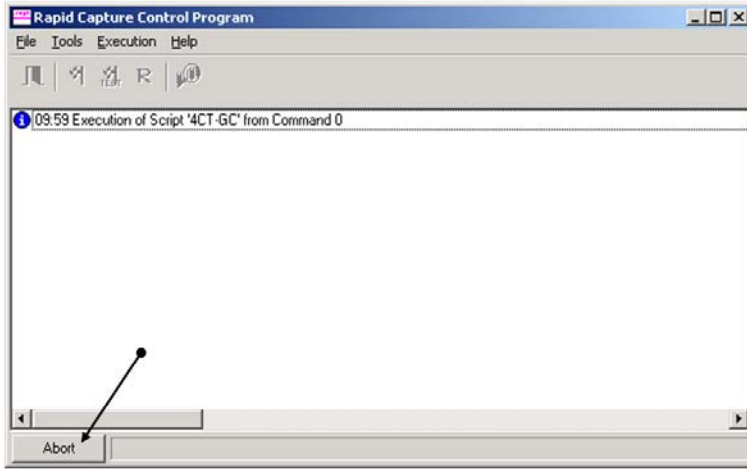 Rapid Capture Control Program
File Tools Execution Help
TEST R
09:59 Execution of Script '4CT-GC' from Command 0
Abort